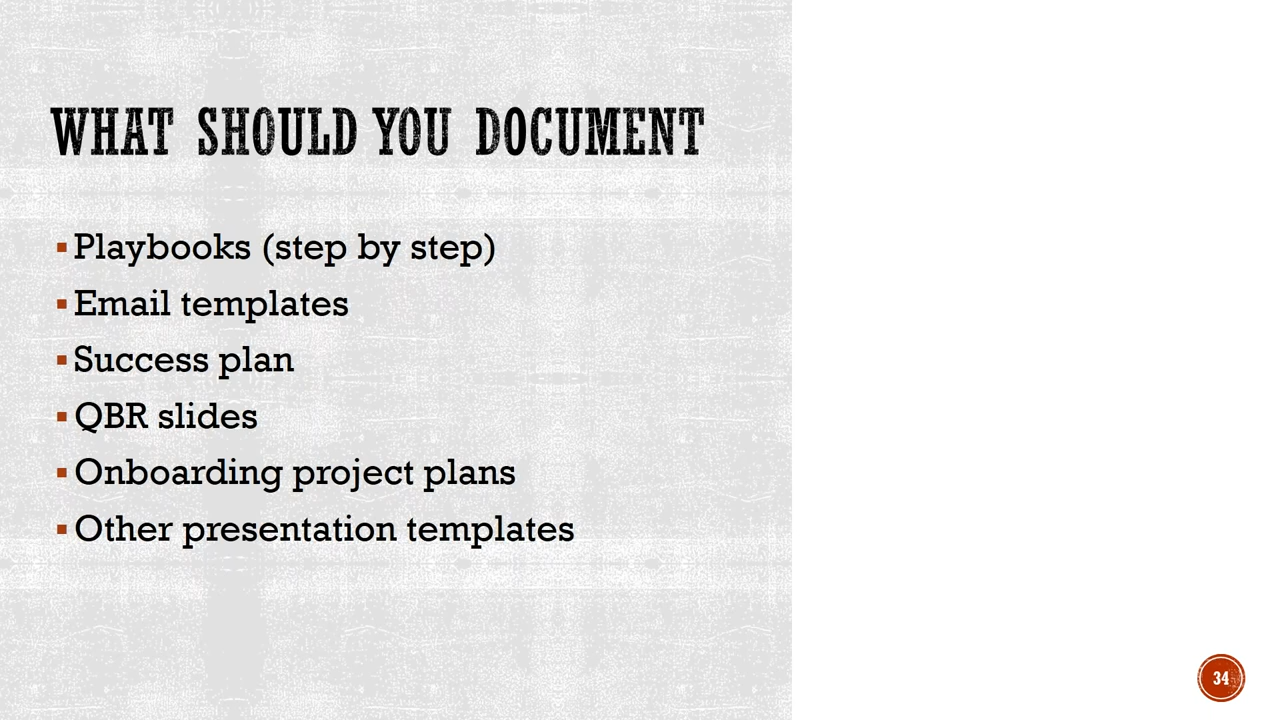 WHAT SHOULD YOU DOCUMENT
Playbooks (step by step)
Email templates
Success plan
QBR slides
Onboarding project plans
Other presentation templates
34